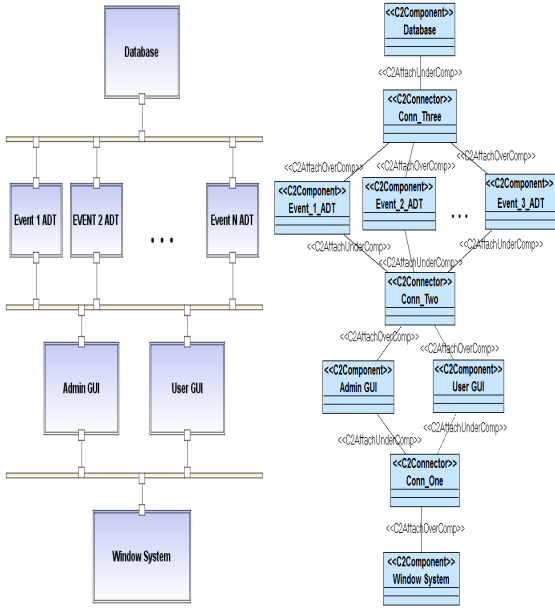 Database
Event 1 ADT
EVENT 2 ADT
Event N ADT
. . .
Admin GUI
User GUI
Window System
<<C2Component>>
Database
<<C2AttachUnderComp>>
<<C2Connector>>
Conn_Three
<<C2AttachOverComp>>
<<C2AttachOverComp>>
<<C2AttachOverComp>>
<<C2Component>>
Event_1_ADT
<<C2Component>>
Event_2_ADT
. . .
<<C2Component>>
Event_3_ADT
<<C2AttachUnderComp>>
<<C2AttachUnderComp>>
<<C2AttachUnderComp>>
<<C2Connector>>
Conn_Two
<<C2AttachOverComp>>
<<C2AttachOverComp>>
<<C2Component>>
Admin GUI
<<C2Component>>
User GUI
<<C2AttachUnderComp>>
<<C2AttachUnderComp>>
<<C2Connector>>
Conn_One
<<C2AttachOverComp>>
<<C2Component>>
Window System